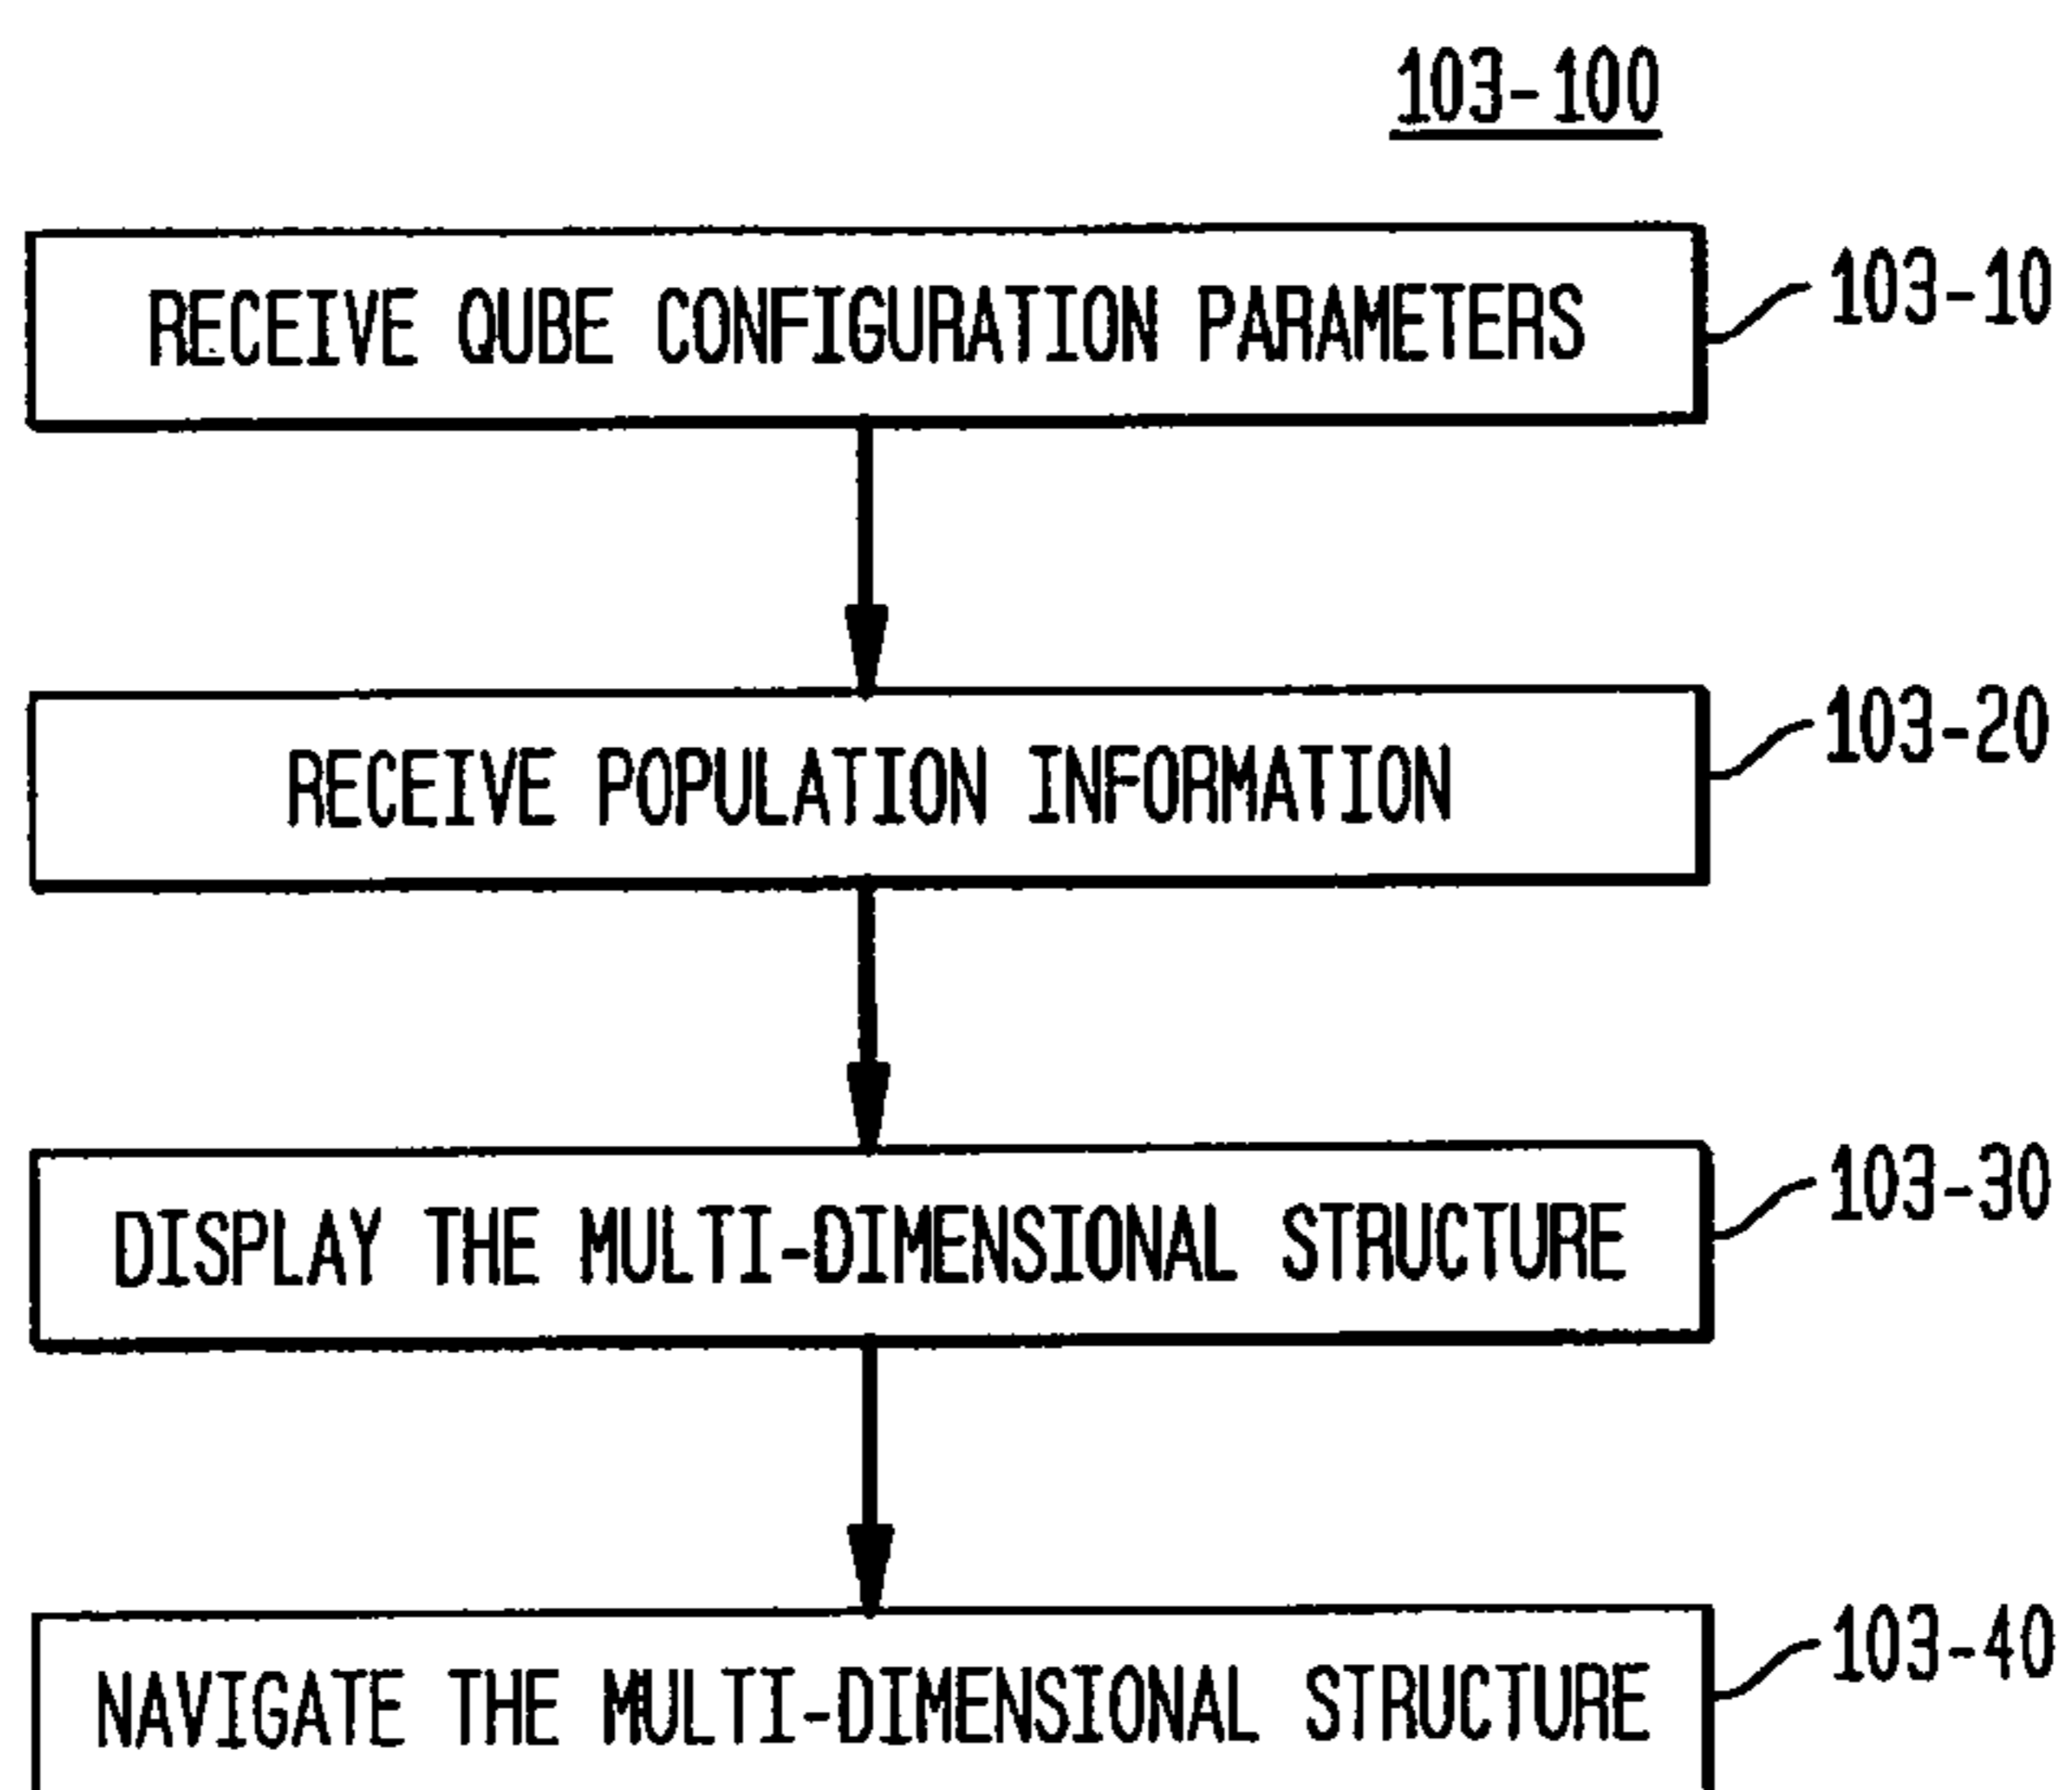 103-100
RECEIVE QUBE CONFIGURATION PARAMETERS
103-10
RECEIVE POPULATION INFORMATION
103-20
DISPLAY THE MULTI-DIMENSIONAL STRUCTURE
103-30
NAVIGATE THE MULTI-DIMENSIONAL STRUCTURE
103-40